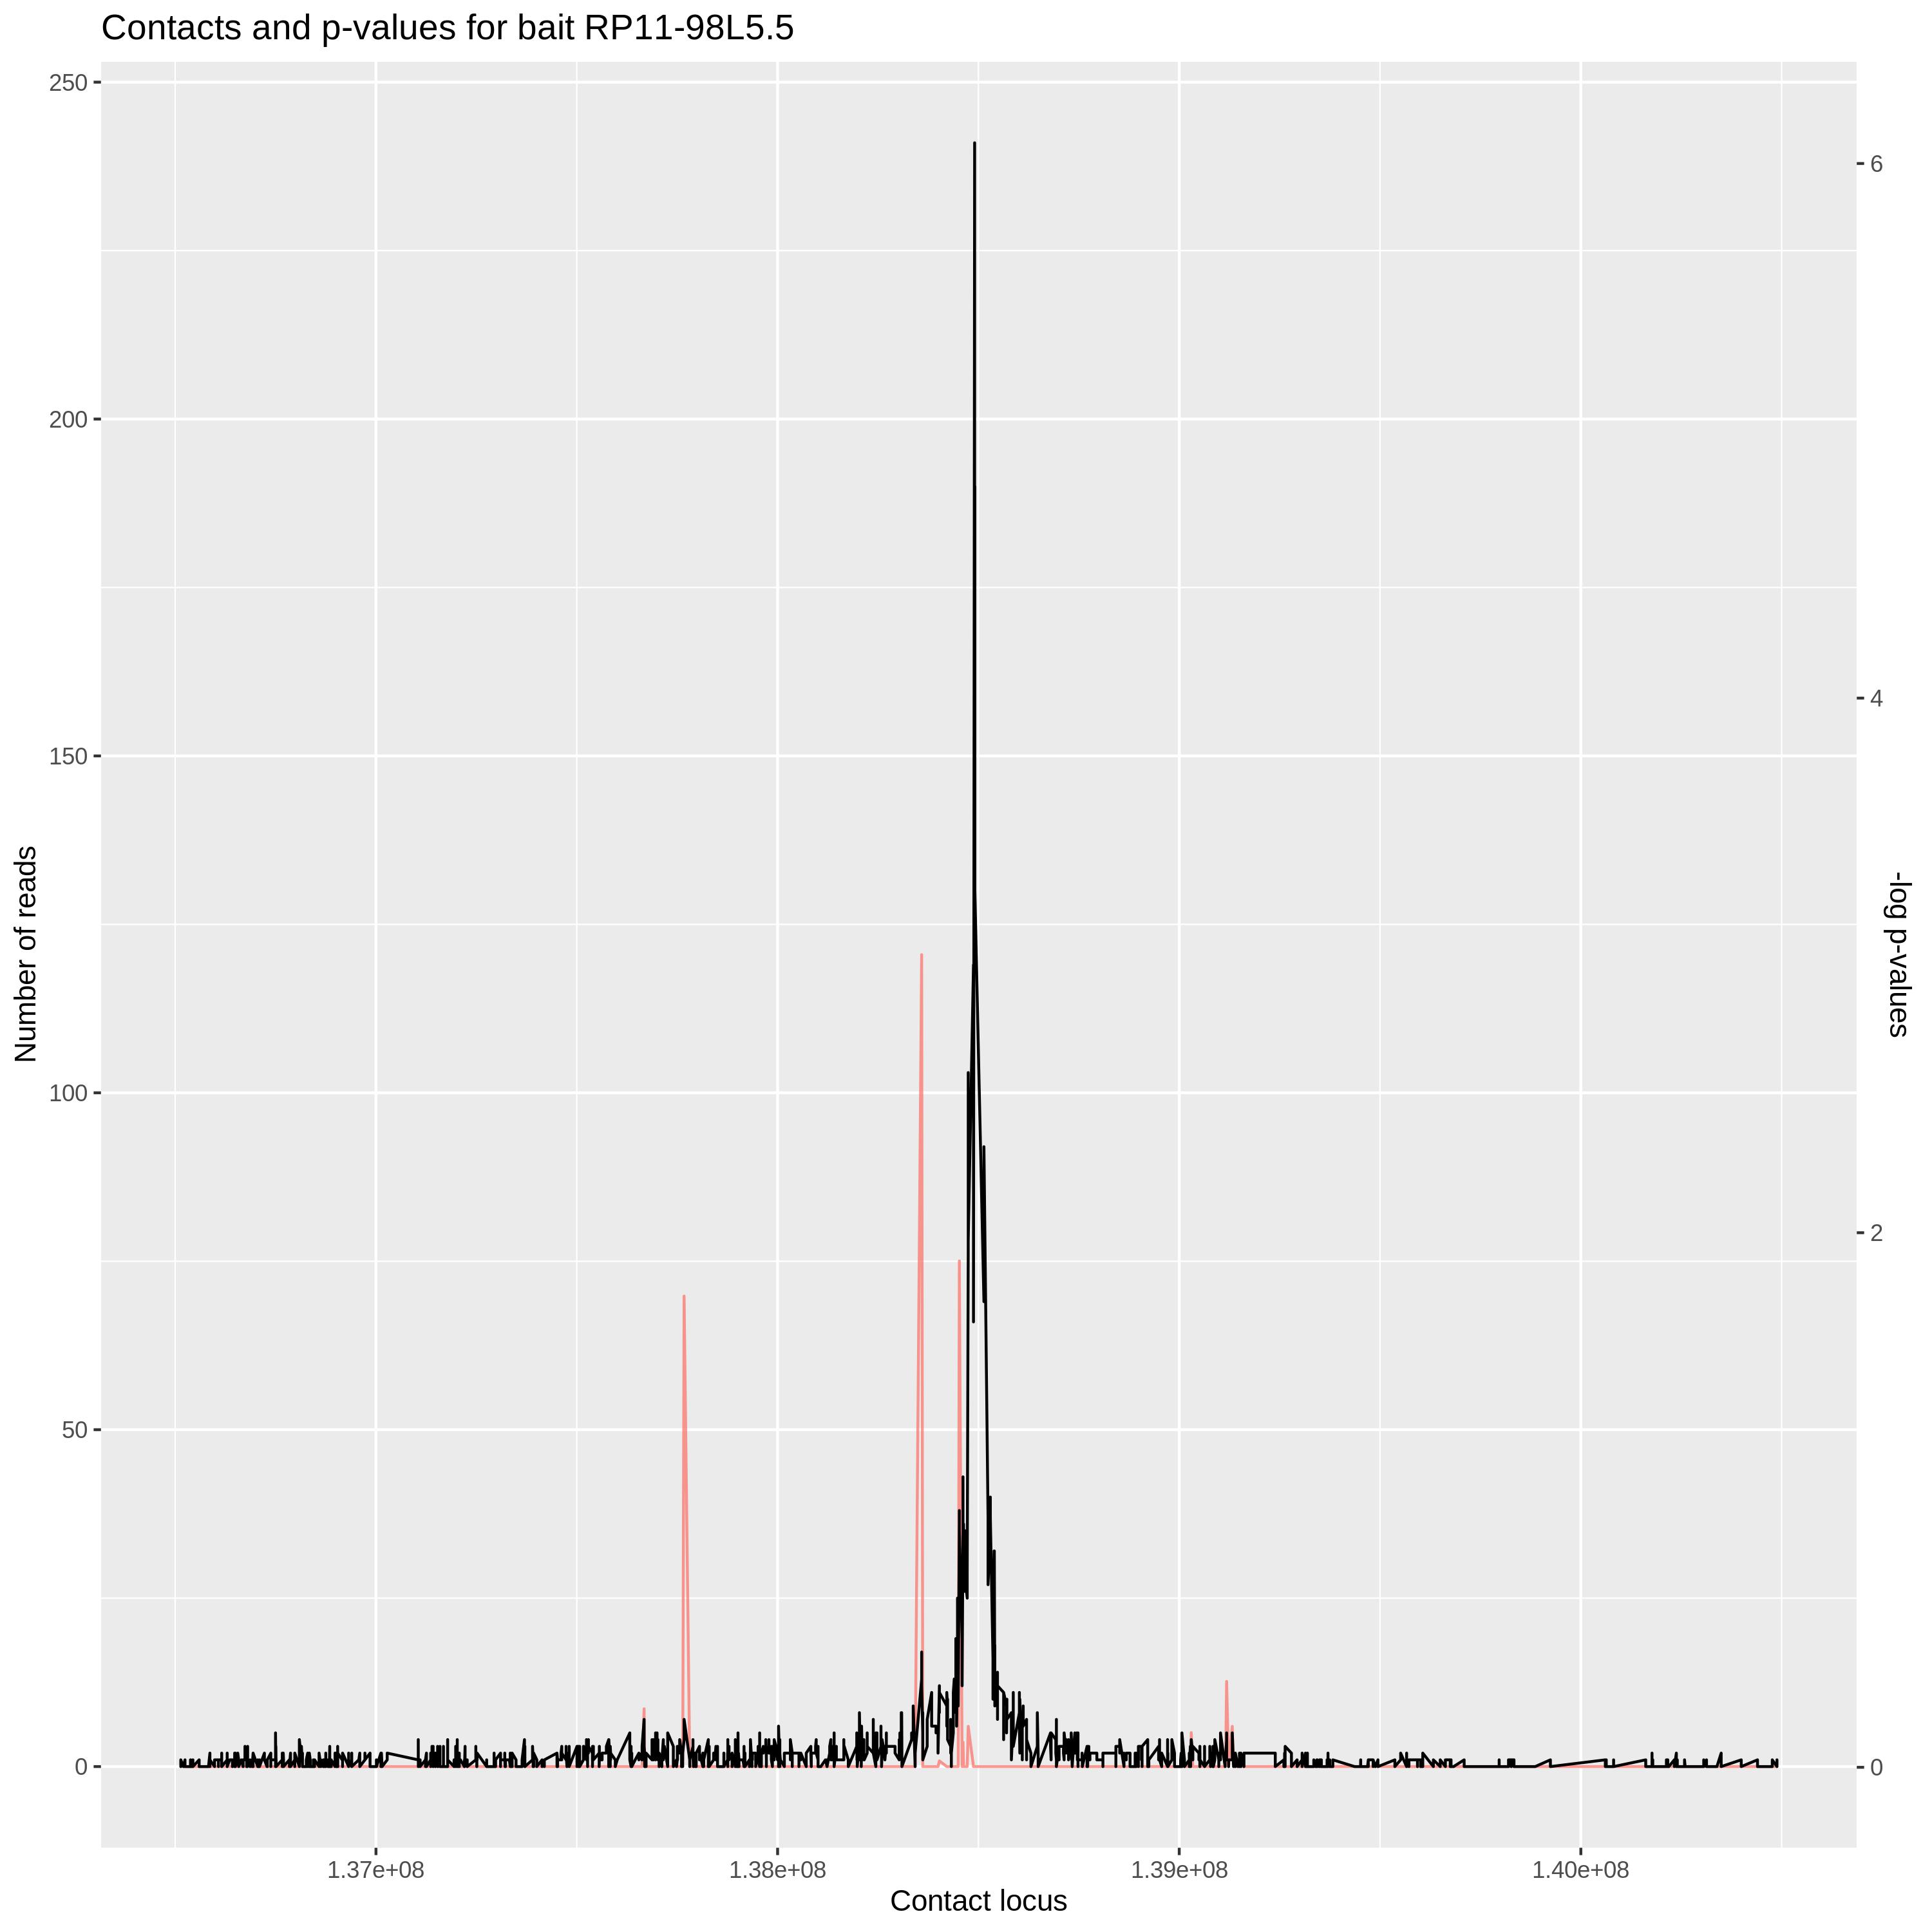 Contacts and p-values for bait RP11-98L5.5
250
200
150
100
50
0
Number of reads
6
4
2
0
-log p-values
1.37e+08
1.38e+08
1.39e+08
1.40e+08
Contact locus